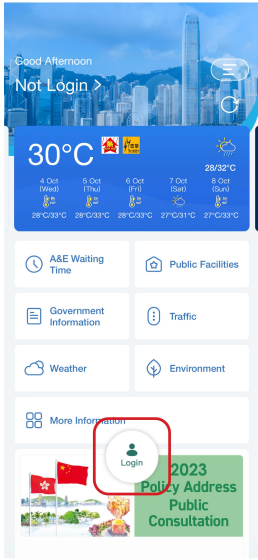 Good Afternoon
Not Login >
30°C
28/32°C
4 Oct
(Wed)
5 Oct
(Thu)
6 Oct
(Fri)
7 Oct
(Sat)
8 Oct
(Sun)
28°C/33°C
28°C/33°C
28°C/33°C
27°C/31°C
27°C/33°C
A&E Waiting
Time
Public Facilities
Government
Information
Traffic
Weather
Environment
More Information
Login
2023
Policy Address
Public
Consultation